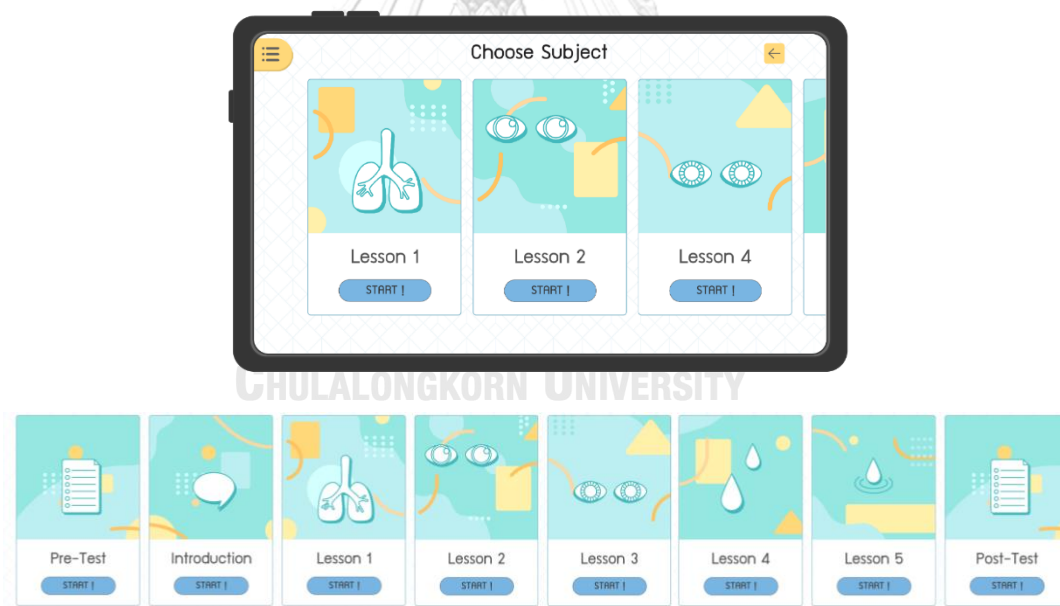 Choose Subject
Lesson 1
Lesson 2
Lesson 4
START !
START !
START !
CHULALONGKORN UNIVERSITY
Pre-Test
Introduction
Lesson 1
Lesson 2
Lesson 3
Lesson 4
Lesson 5
Post-Test
START !
START !
START !
START !
START !
START !
START !
START !